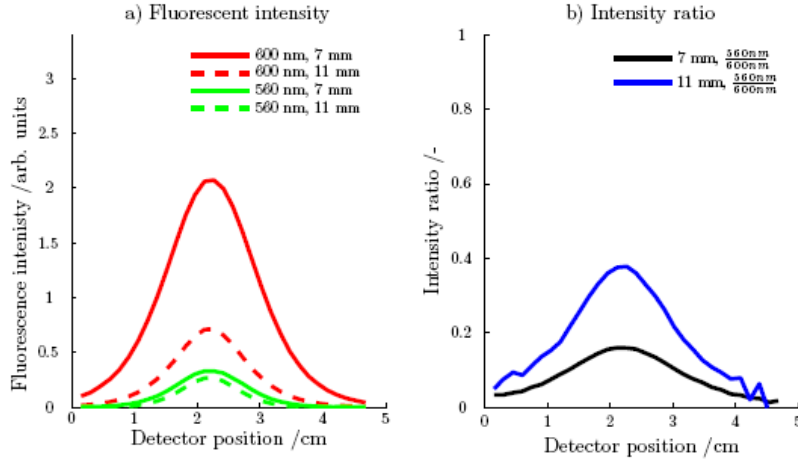 a) Fluorescent intensity
Fluorescence intenisty /arb. units
3
2.5
2
1.5
1
0.5
0
600 nm, 7 mm
600 nm, 11 mm
560 nm, 7 mm
560 nm, 11 mm
0 1 2 3 4 5
Detector position /cm
b) Intensity ratio
Intensity ratio /-
1
0.8
0.6
0.4
0.2
0
7 mm, 560nm/600nm
11 mm, 560nm/600nm
0 1 2 3 4 5
Detector position /cm